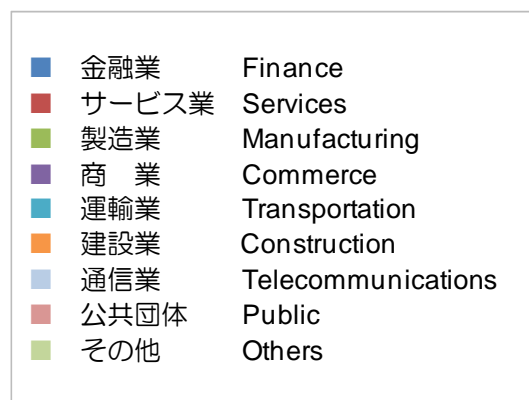 金融業 Finance
サービス業 Services
製造業 Manufacturing
商　業 Commerce
運輸業 Transportation
建設業 Construction
通信業 Telecommunications
公共団体 Public
その他 Others